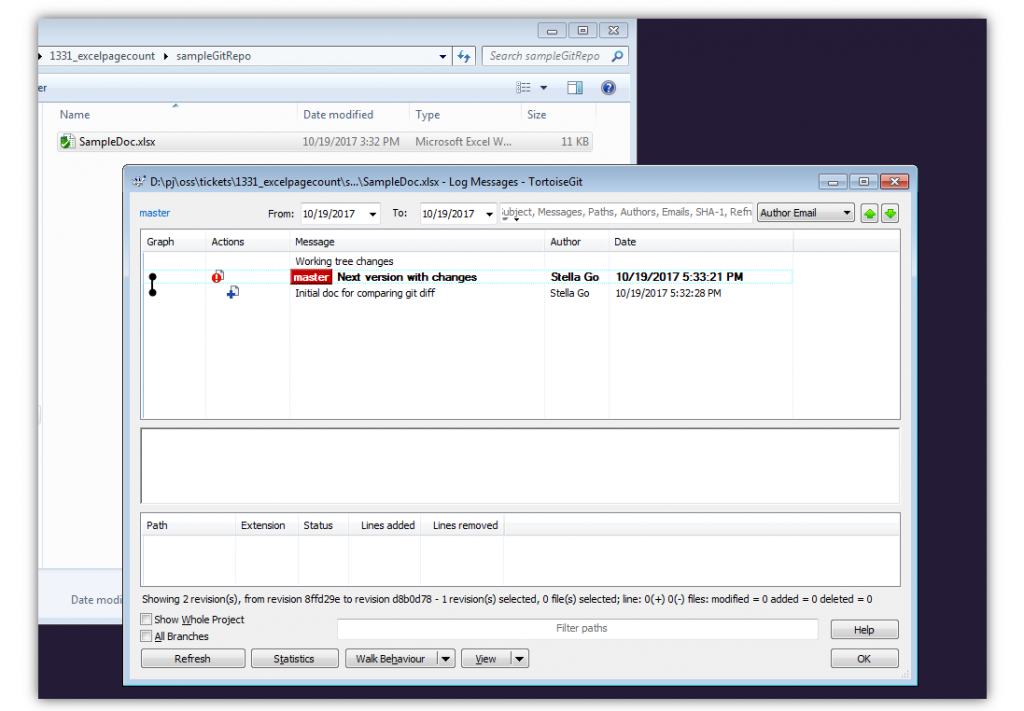 1331_excelpagecount sampleGitRepo Search sampleGitRepo
er
Name Date modified Type Size
SampleDoc.xlsx 10/19/2017 3:32 PM Microsoft Excel W... 11 KB
D:\pj\oss\tickets\1331_excelpagecount\s...\SampleDoc.xlsx - Log Messages - TortoiseGit
master From: 10/19/2017 To: 10/19/2017 ubject, Messages, Paths, Authors, Emails, SHA-1, Refn Author Email
Graph Actions Message Author Date
Working tree changes
master Next version with changes Stella Go 10/19/2017 5:33:21 PM
Initial doc for comparing git diff Stella Go 10/19/2017 5:32:28 PM
Path Extension Status Lines added Lines removed
Date modi
Showing 2 revision(s), from revision 8ffd29e to revision d8b0d78 - 1 revision(s) selected, 0 file(s) selected; line: 0(+) 0(-) files: modified = 0 added = 0 deleted = 0
Show Whole Project
All Branches
Filter paths
Help
Refresh Statistics Walk Behaviour View OK